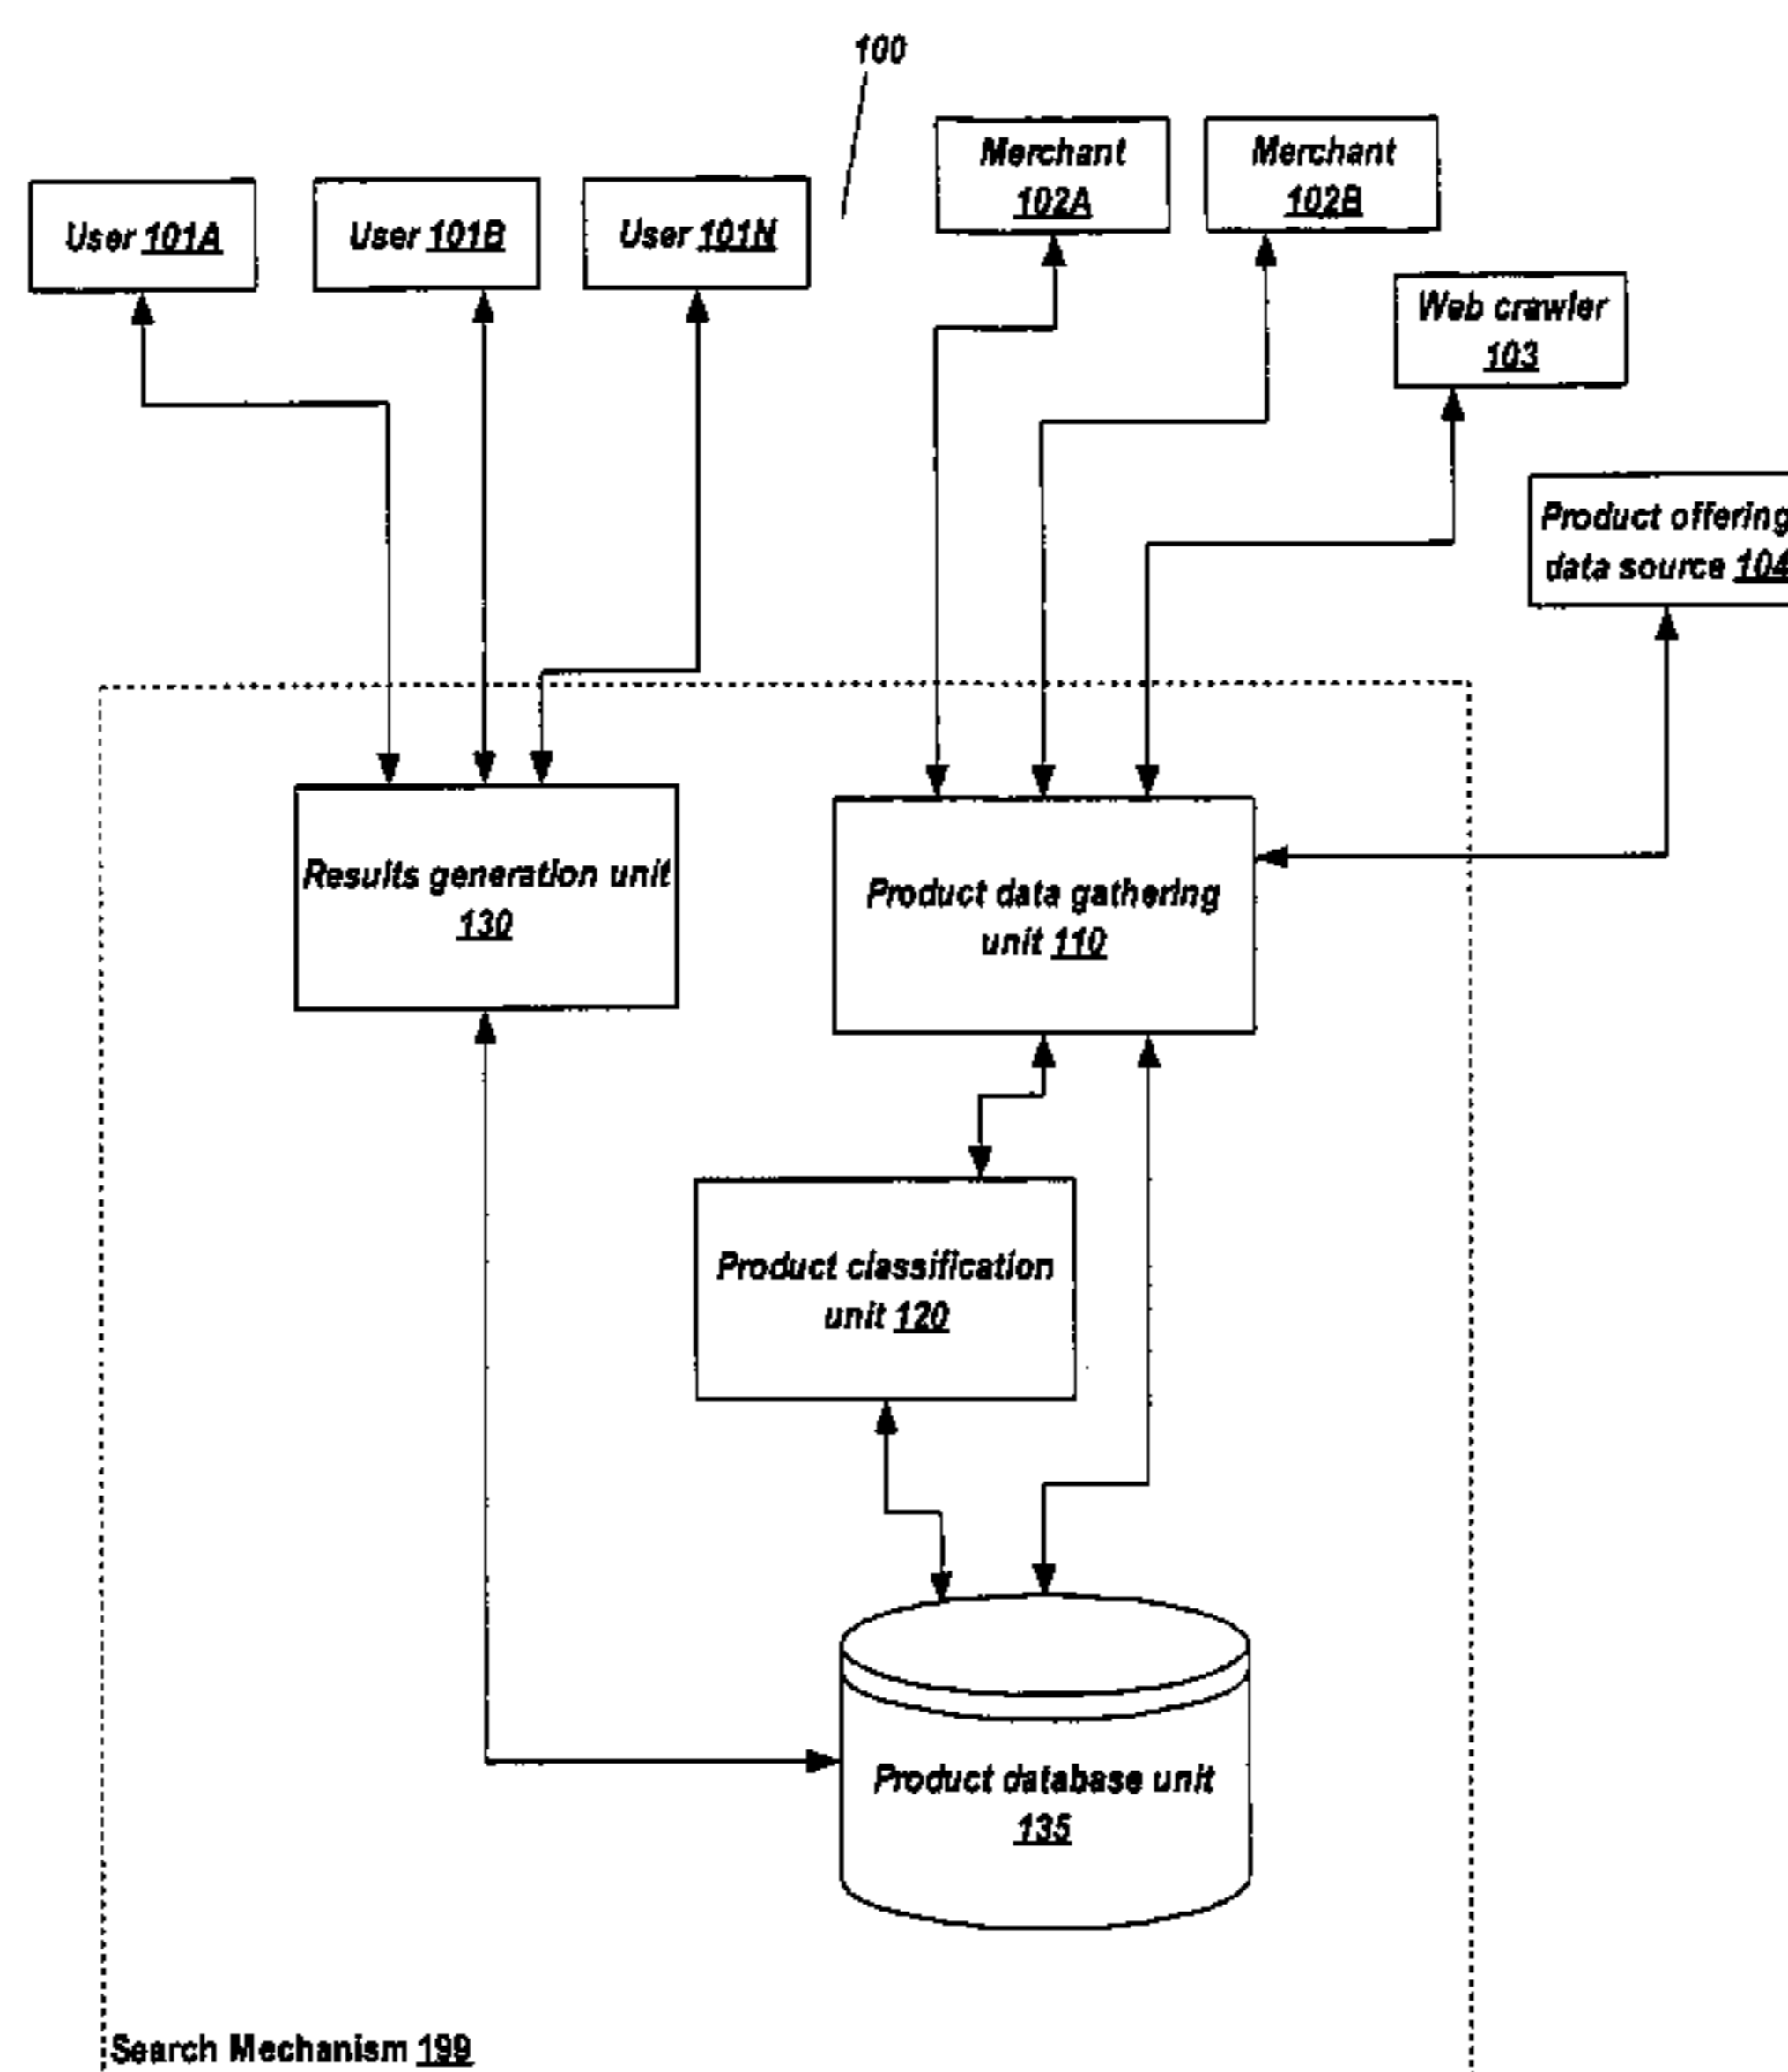 100
Merchant
102A
Merchant
102B
User 101A
User 101B
User 101N
Web crawler
103
Product offering
data source 104
Results generation unit
130
Product data gathering
unit 110
Product classification
unit 120
Product database unit
135
Search Mechanism 199